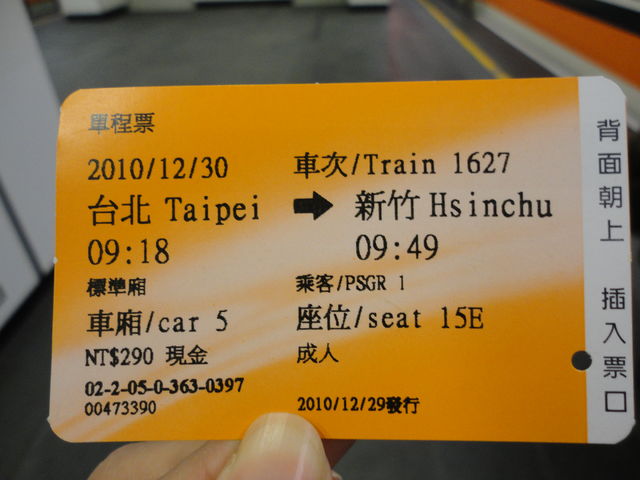 單程票
2010/12/30 車次/Train 1627
台北 Taipei → 新竹 Hsinchu
09:18 09:49
標準廂 乘客/PSGR 1
車廂/car 5 座位/seat 15E
NT$290 現金 成人
02-2-05-0-363-0397
00473390 2010/12/29發行
背面朝上 插入票口